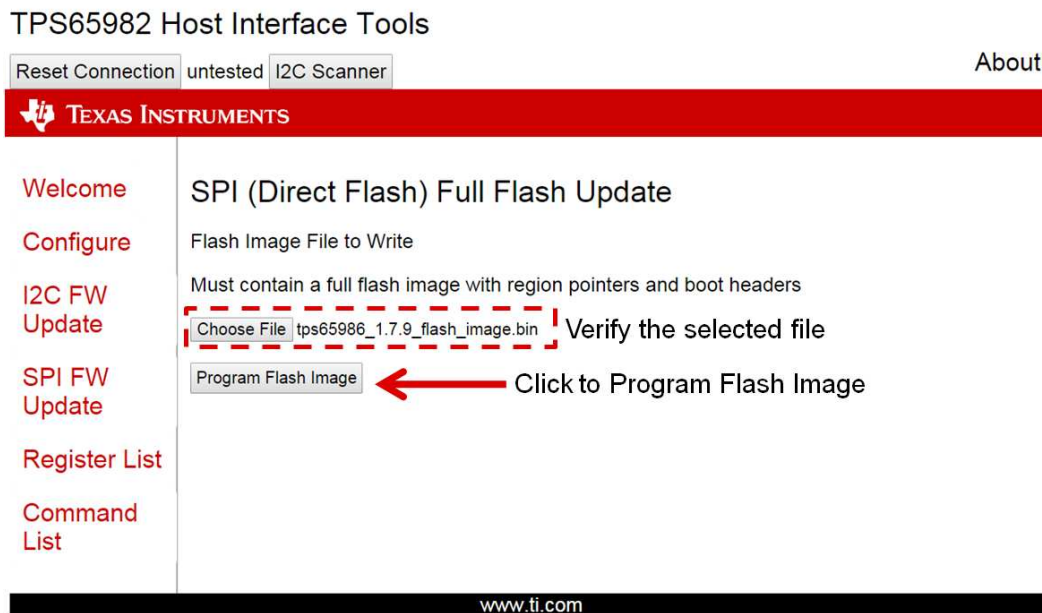 TPS65982 Host Interface Tools
Reset Connection untested I2C Scanner
About
TEXAS INSTRUMENTS
Welcome
Configure
I2C FW
Update
SPI FW
Update
Register List
Command
List
SPI (Direct Flash) Full Flash Update
Flash Image File to Write
Must contain a full flash image with region pointers and boot headers
Choose File tps65986_1.7.9_flash_image.bin Verify the selected file
Program Flash Image Click to Program Flash Image
www.ti.com